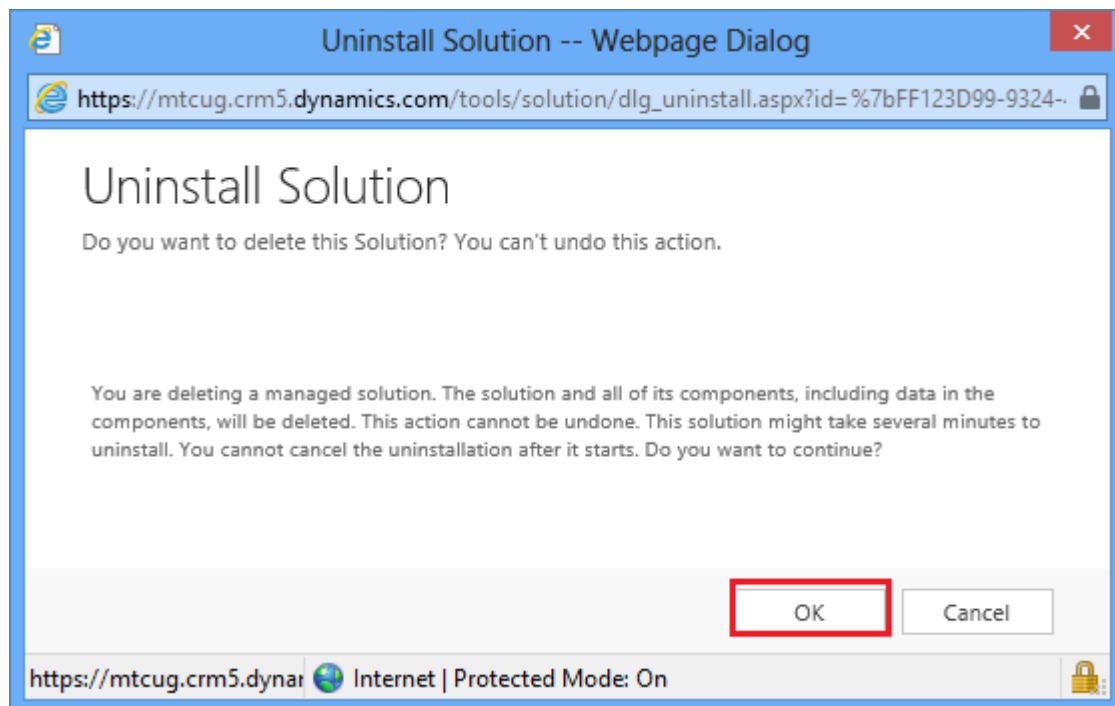 Uninstall Solution -- Webpage Dialog
https://mtcug.crm5.dynamics.com/tools/solution/dlg_uninstall.aspx?id=%7bFF123D99-9324-
Uninstall Solution
Do you want to delete this Solution? You can't undo this action.
You are deleting a managed solution. The solution and all of its components, including data in the
components, will be deleted. This action cannot be undone. This solution might take several minutes to
uninstall. You cannot cancel the uninstallation after it starts. Do you want to continue?
OK Cancel
https://mtcug.crm5.dynar Internet | Protected Mode: On